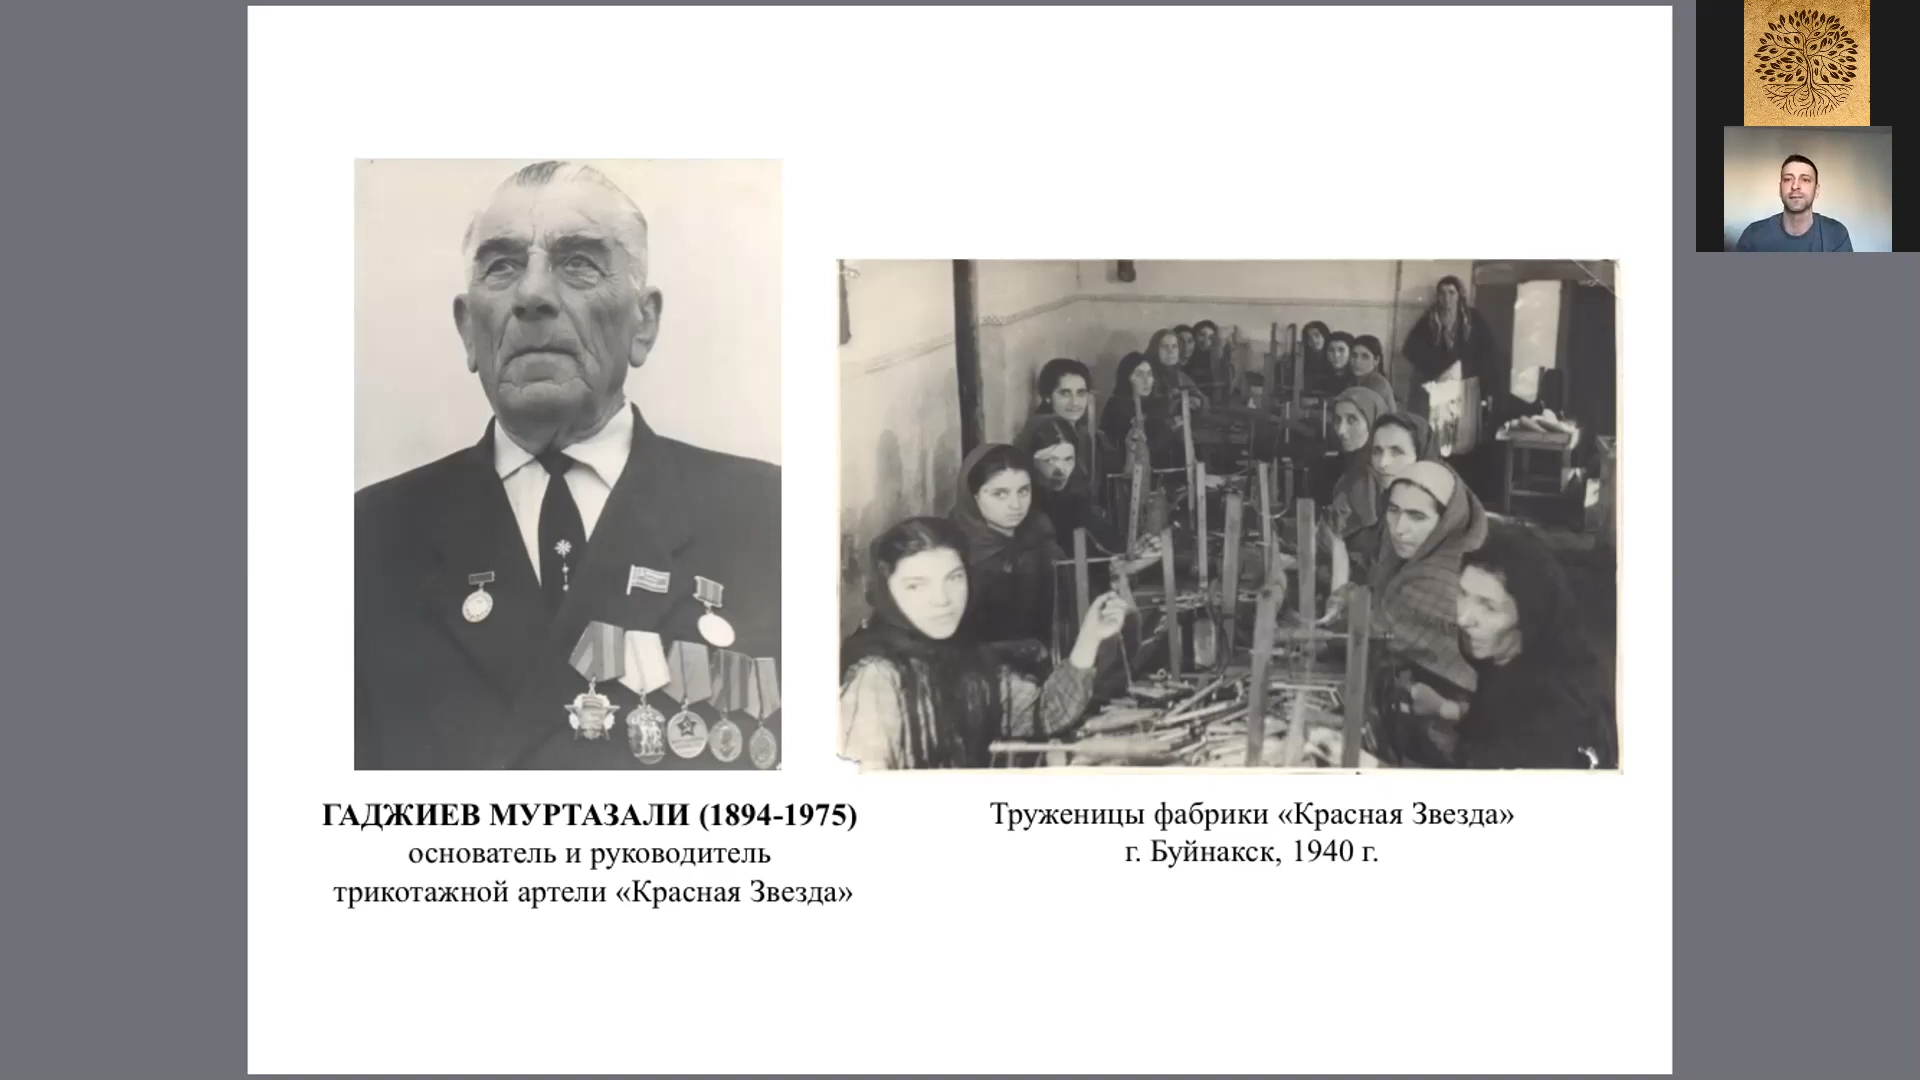 ГАДЖИЕВ МУРТАЗАЛИ (1894-1975)
основатель и руководитель
трикотажной артели «Красная Звезда»
Труженицы фабрики «Красная Звезда»
г. Буйнакск, 1940 г.